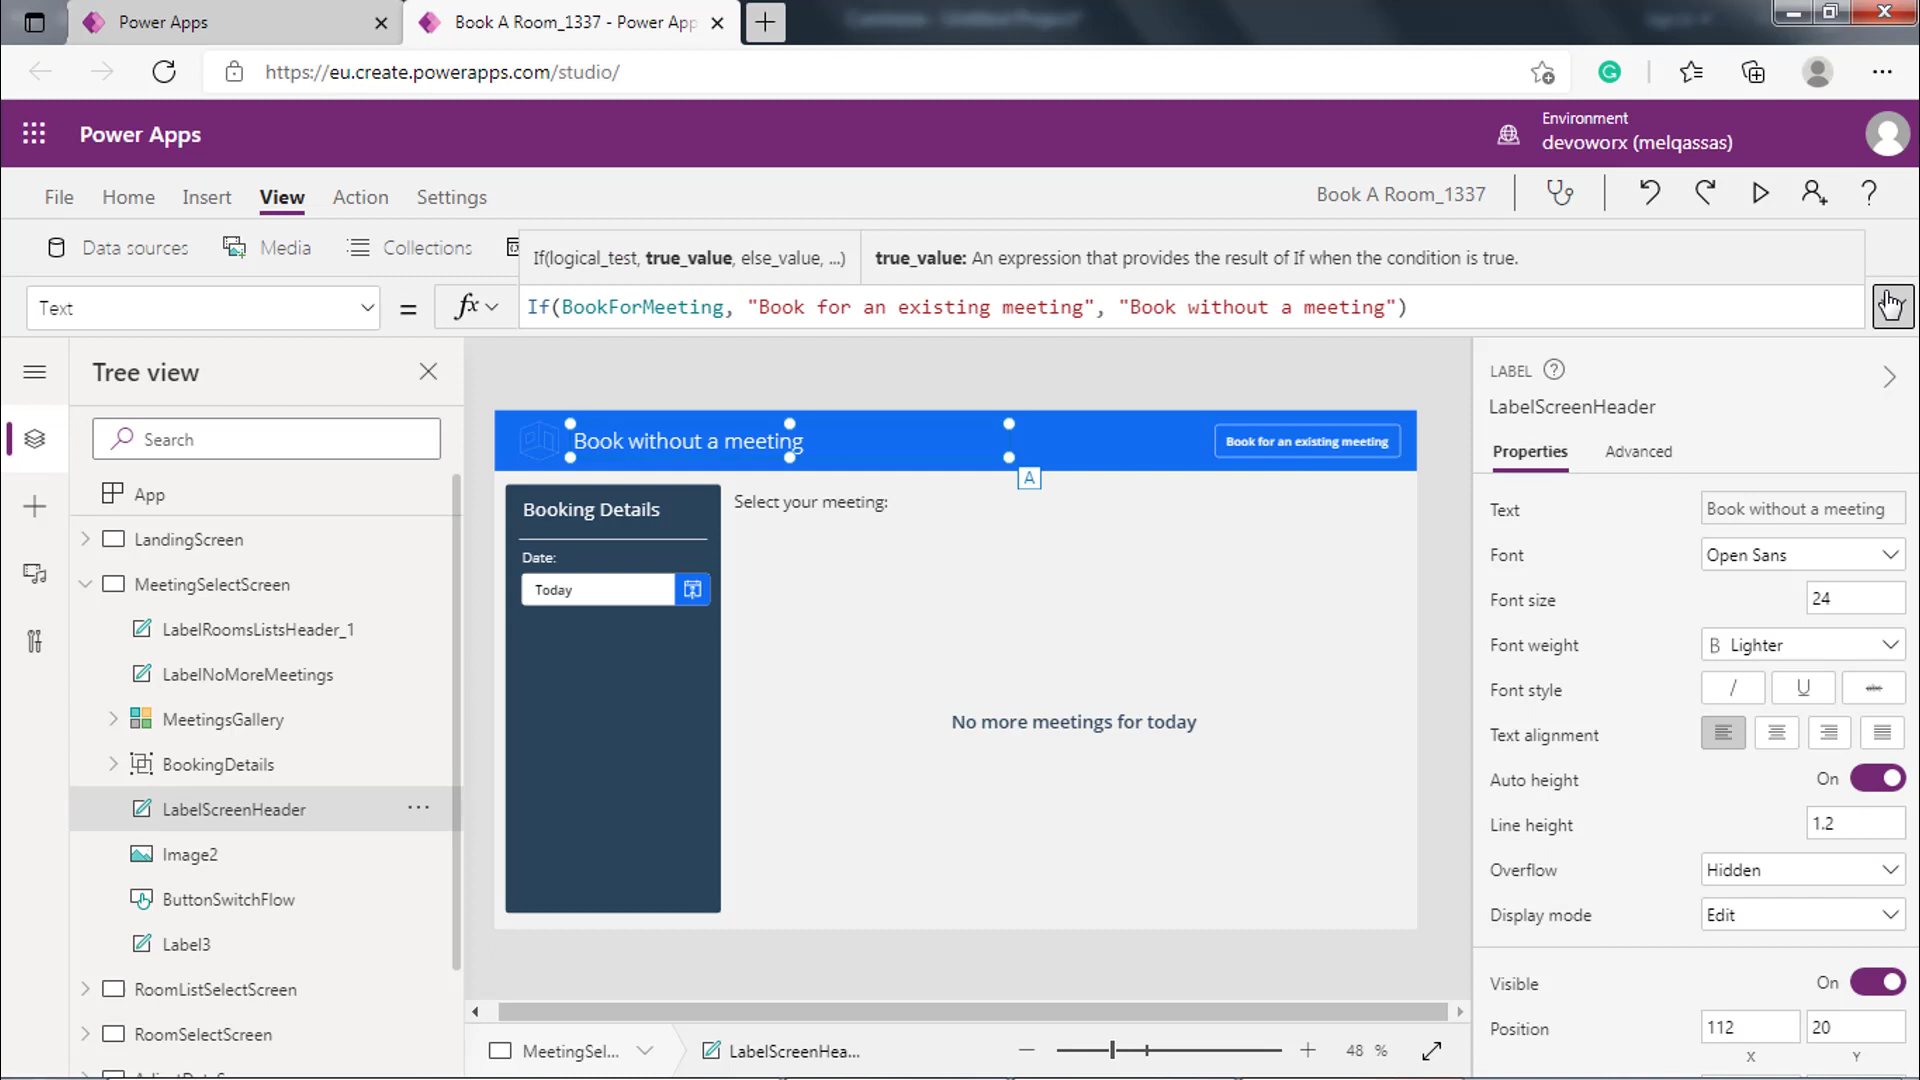 Power Apps
Book A Room_1337 - Power App
https://eu.create.powerapps.com/studio/
Power Apps
Environment
devoworx (melqassas)
File Home Insert View Action Settings
Book A Room_1337
Data sources Media Collections
If(logical_test, true_value, else_value, ...)
true_value: An expression that provides the result of If when the condition is true.
Text = fx
If(BookForMeeting, "Book for an existing meeting", "Book without a meeting")
Tree view
Search
App
LandingScreen
MeetingSelectScreen
LabelRoomsListsHeader_1
LabelNoMoreMeetings
MeetingsGallery
BookingDetails
LabelScreenHeader
Image2
ButtonSwitchFlow
Label3
RoomListSelectScreen
RoomSelectScreen
Book without a meeting
Book for an existing meeting
A
Booking Details
Date:
Today
Select your meeting:
No more meetings for today
MeetingSel...
LabelScreenHea...
48 %
LABEL
LabelScreenHeader
Properties Advanced
Text Book without a meeting
Font Open Sans
Font size 24
Font weight B Lighter
Font style / U abc
Text alignment
Auto height On
Line height 1.2
Overflow Hidden
Display mode Edit
Visible On
Position 112 20
X Y